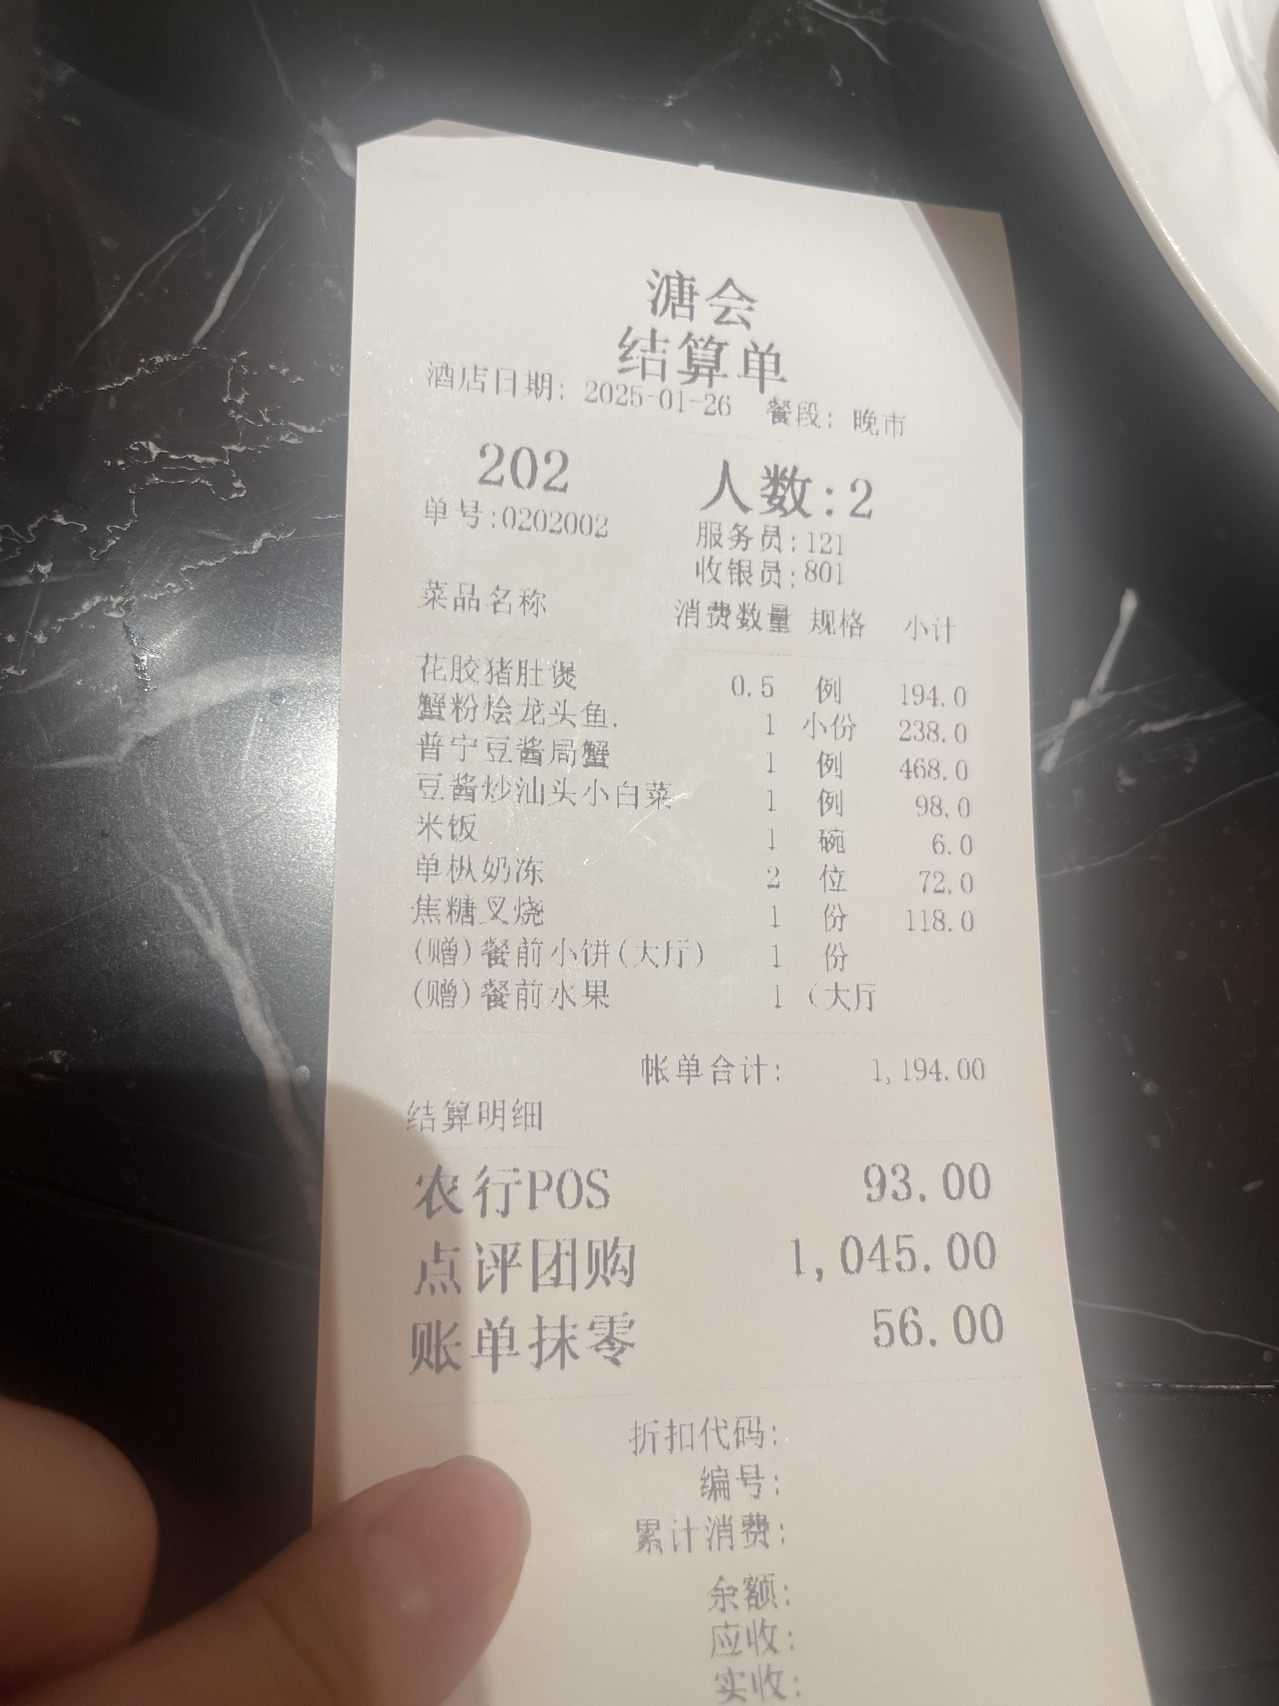 溏会
结算单
酒店日期: 2025-01-26 餐段: 晚市
202 人数:2
单号:0202002
服务员:121
收银员:801
菜品名称 消费数量 规格 小计
花胶猪肚煲 0.5 例 194.0
蟹粉烩龙头鱼. 1 小份 238.0
普宁豆酱局蟹 1 例 468.0
豆酱炒汕头小白菜 1 例 98.0
米饭 1 碗 6.0
单枞奶冻 2 位 72.0
焦糖叉烧 1 份 118.0
(赠)餐前小饼(大厅) 1 份
(赠)餐前水果 1 (大厅
帐单合计: 1,194.00
结算明细
农行POS 93.00
点评团购 1,045.00
账单抹零 56.00
折扣代码:
编号:
累计消费:
余额:
应收:
实收: